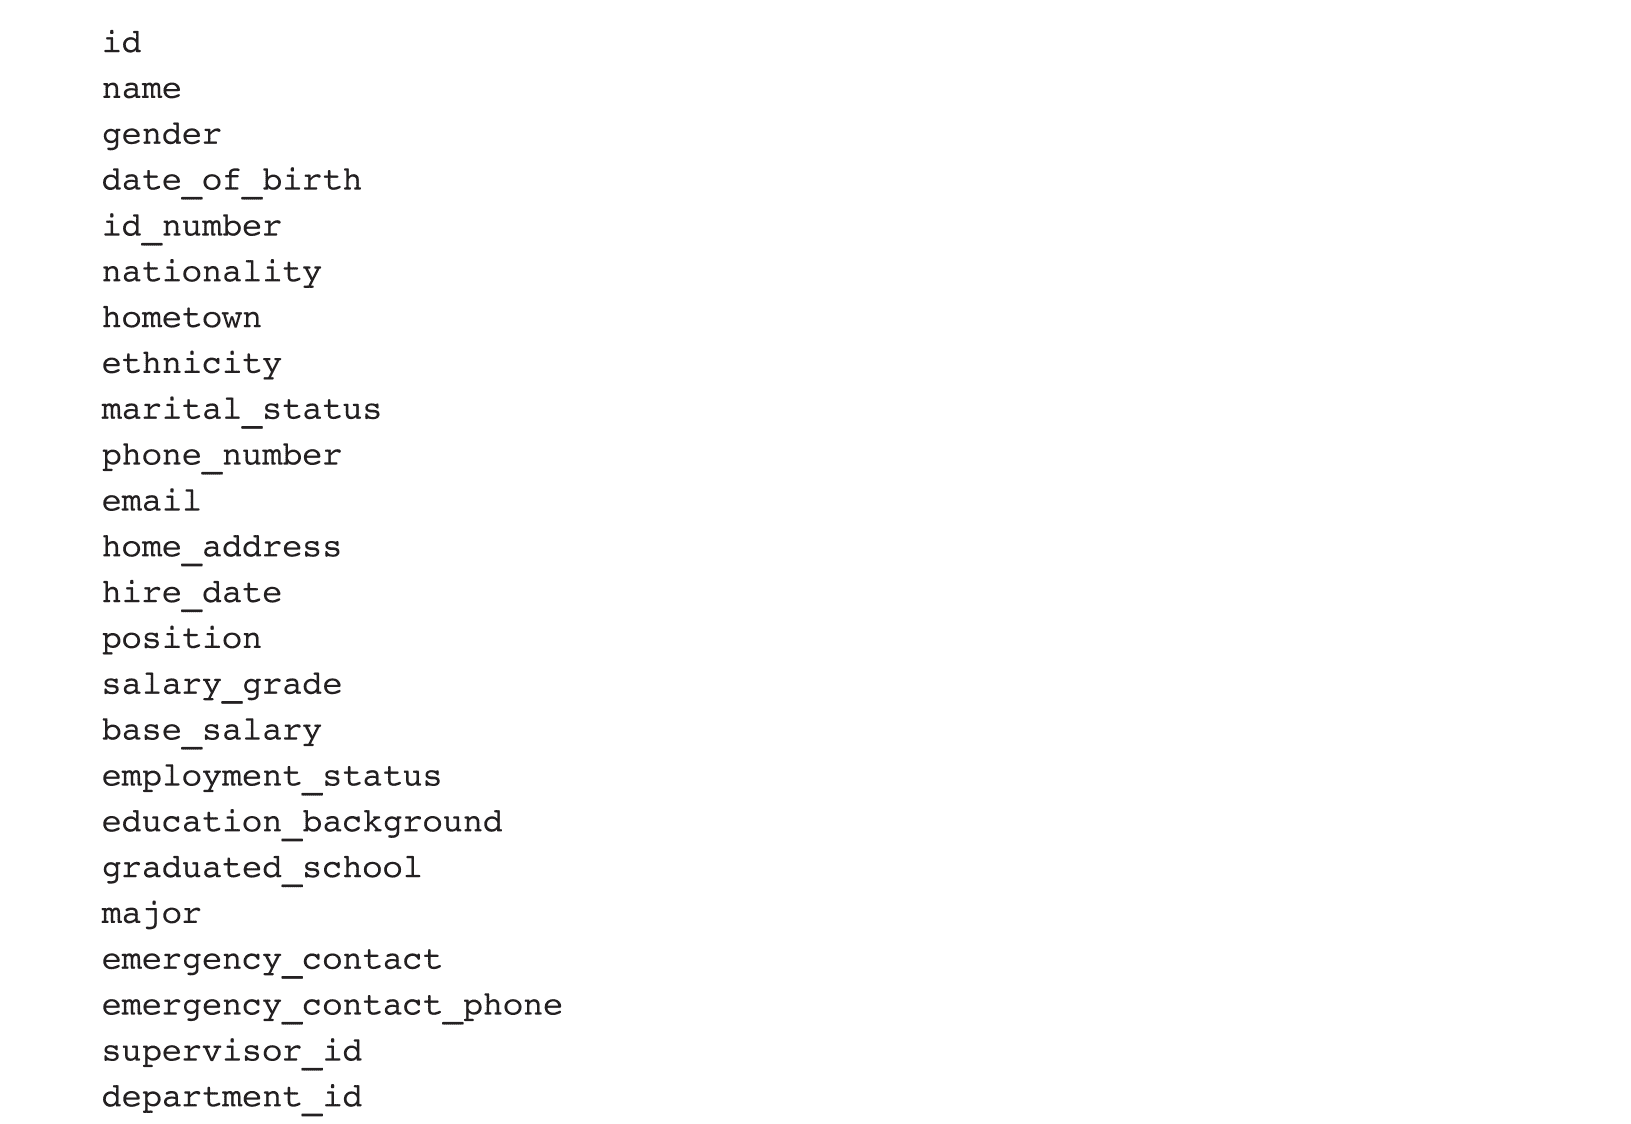 id
name
gender
date_of_birth
id_number
nationality
hometown
ethnicity
marital_status
phone_number
email
home_address
hire_date
position
salary_grade
base_salary
employment_status
education_background
graduated_school
major
emergency_contact
emergency_contact_phone
supervisor_id
department_id